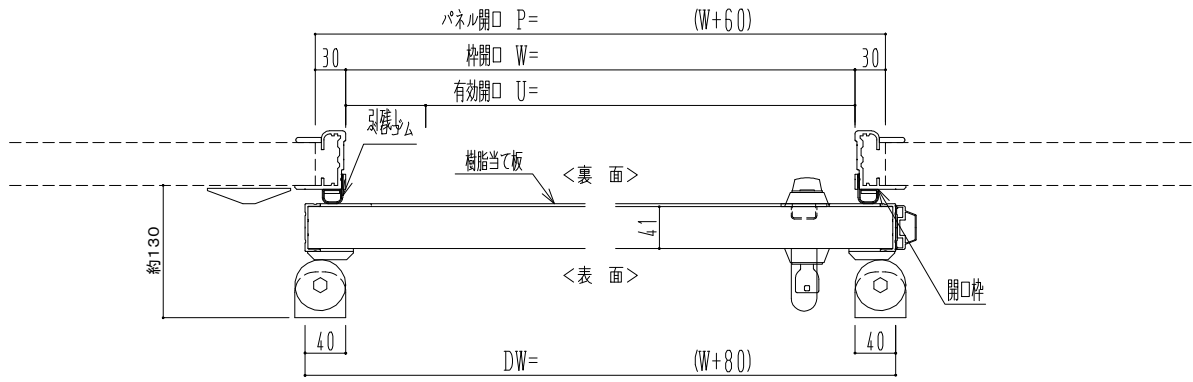 パネル開口 P= (W+60)
30 枠開口 W= 30
有効開口 U=
引残し
ベロゴム
樹脂当て板
<裏 面>
41
約130
<表 面>
開口枠
40 40
DW= (W+80)